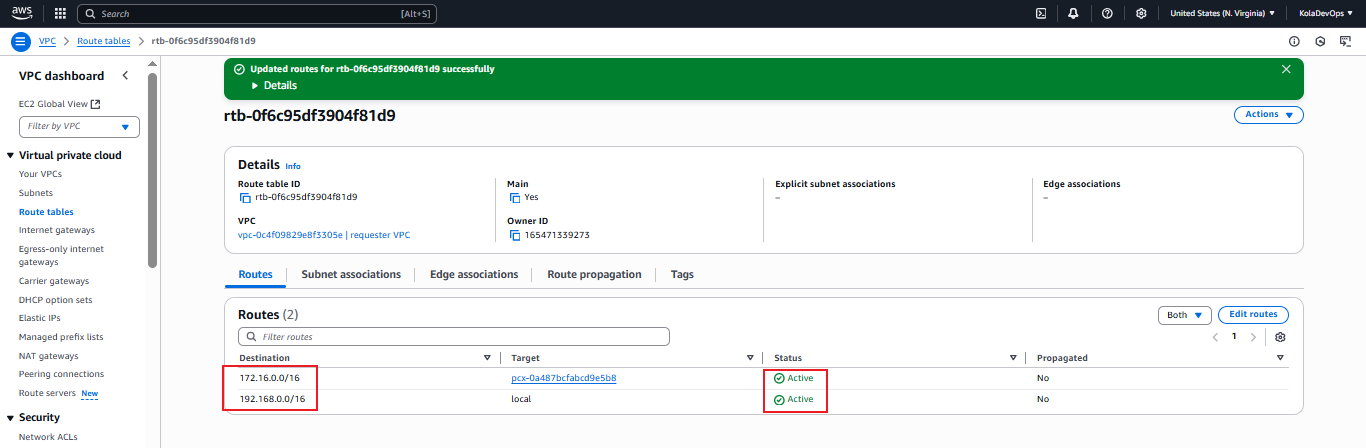 aws Search [Alt+S] United States (N. Virginia) KolaDevOps
VPC Route tables rtb-0f6c95df3904f81d9
VPC dashboard
EC2 Global View
Filter by VPC
Virtual private cloud
Your VPCs
Subnets
Route tables
Internet gateways
Egress-only internet
gateways
Carrier gateways
DHCP option sets
Elastic IPs
Managed prefix lists
NAT gateways
Peering connections
Route servers New
Security
Network ACLs
Updated routes for rtb-0f6c95df3904f81d9 successfully
Details
rtb-0f6c95df3904f81d9 Actions
Details Info
Route table ID Main Explicit subnet associations Edge associations
rtb-0f6c95df3904f81d9 Yes – –
VPC Owner ID
vpc-0c4f09829e8f3305e | requester VPC 165471339273
Routes Subnet associations Edge associations Route propagation Tags
Routes (2) Both Edit routes
Filter routes 1
Destination Target Status Propagated
172.16.0.0/16 pcx-0a487bcfabcd9e5b8 Active No
192.168.0.0/16 local Active No